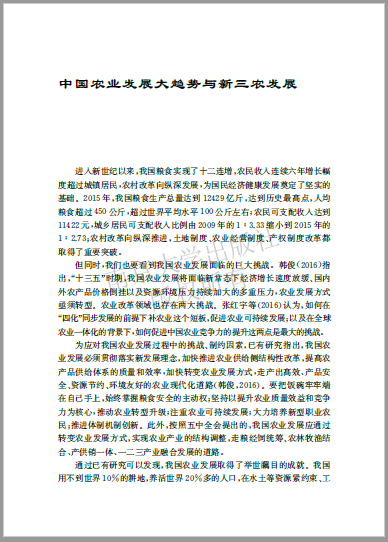 中国农业发展大趋势与新三农发展
进入新世纪以来,我国粮食实现了十二连增,农民收入连续六年增长幅
度超过城镇居民,农村改革向纵深发展,为国民经济健康发展奠定了坚实的
基础。2015年,我国粮食生产总量达到12429亿斤,达到历史最高点,人均
粮食超过450公斤,超过世界平均水平100公斤左右;农民可支配收入达到
11422元,城乡居民可支配收入比例由2009年的1∶3.33缩小到2015年的
1∶2.73;农村改革向纵深推进,土地制度、农业经营制度、产权制度改革都
取得了重要突破。
但同时,我们也要看到我国农业发展面临的巨大挑战。韩俊(2016)指
出,“十三五”时期,我国农业发展将面临新常态下经济增长速度放缓、国内
外农产品价格倒挂以及资源环境压力持续加大的多重压力,农业发展方式
亟须转型。农业改革领域也存在两大挑战。张红宇等(2016)认为,如何在
“四化”同步发展的前提下补农业这个短板,促进农业可持续发展;以及在全球
农业一体化的背景下,如何促进中国农业竞争力的提升这两点是最大的挑战。
为应对我国农业发展过程中的挑战、制约因素,已有研究指出,我国农
业发展必须贯彻落实新发展理念,加快推进农业供给侧结构性改革,提高农
产品供给体系的质量和效率,加快转变农业发展方式,走产出高效、产品安
全、资源节约、环境友好的农业现代化道路(韩俊,2016)。要把饭碗牢牢端
在自己手上,始终掌握粮食安全的主动权;坚持以提升农业质量效益和竞争
力为核心,推动农业转型升级;注重农业可持续发展;大力培养新型职业农
民;推进体制机制创新。此外,按照五中全会提出的,我国农业发展应通过
转变农业发展方式,实现农业产业的结构调整,走粮经饲统筹、农林牧渔结
合、产供销一体、一二三产业融合发展的道路。
通过已有研究可以发现,我国农业发展取得了举世瞩目的成就。我国
用不到世界10%的耕地,养活世界20%多的人口,在水土等资源紧约束、工